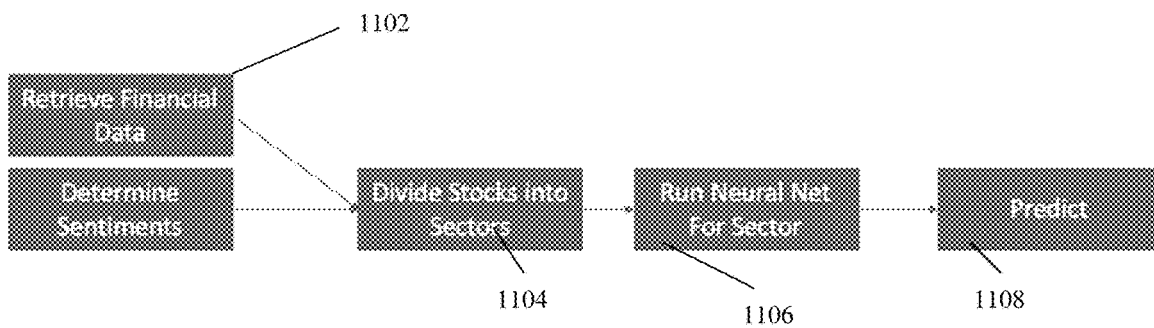 1102
Retrieve Financial
Data
Determine
Sentiments
Divide Stocks into
Sectors
Run Neural Net
For Sector
Predict
1104
1106
1108